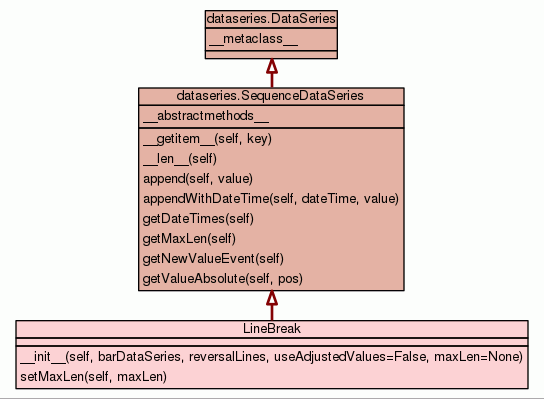 dataseries.DataSeries
__metaclass__
dataseries.SequenceDataSeries
__abstractmethods__
__getitem__(self, key)
__len__(self)
append(self, value)
appendWithDateTime(self, dateTime, value)
getDateTimes(self)
getMaxLen(self)
getNewValueEvent(self)
getValueAbsolute(self, pos)
LineBreak
__init__(self, barDataSeries, reversalLines, useAdjustedValues=False, maxLen=None)
setMaxLen(self, maxLen)